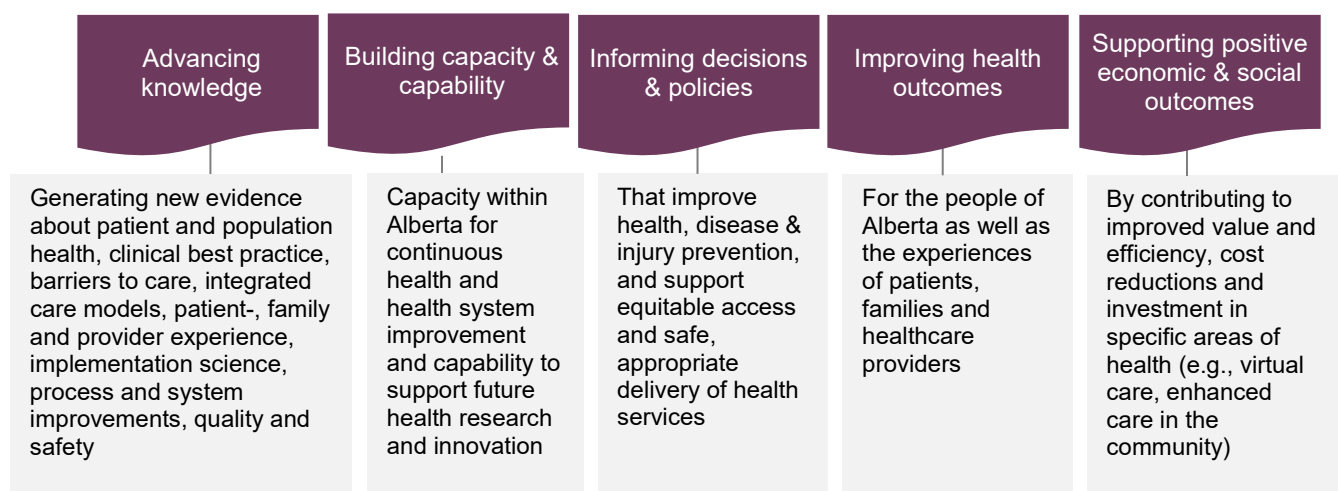 Advancing
knowledge
Generating new evidence
about patient and population
health, clinical best practice,
barriers to care, integrated
care models, patient-, family
and provider experience,
implementation science,
process and system
improvements, quality and
safety
Building capacity &
capability
Capacity within
Alberta for
continuous
health and
health system
improvement
and capability to
support future
health research
and innovation
Informing decisions
& policies
That improve
health, disease &
injury prevention,
and support
equitable access
and safe,
appropriate
delivery of health
services
Improving health
outcomes
For the people of
Alberta as well as
the experiences
of patients,
families and
healthcare
providers
Supporting positive
economic & social
outcomes
By contributing to
improved value and
efficiency, cost
reductions and
investment in
specific areas of
health (e.g., virtual
care, enhanced
care in the
community)